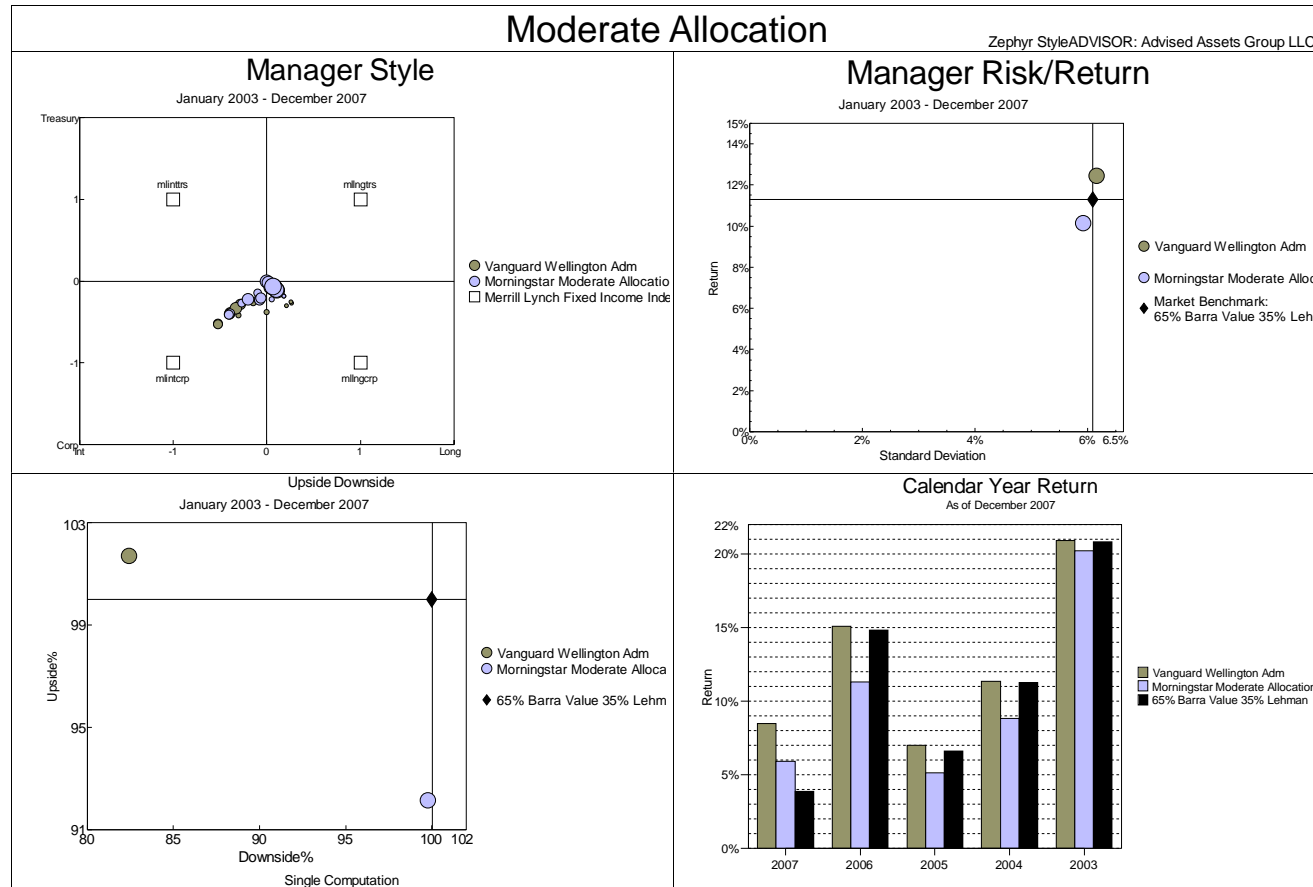 Moderate Allocation
Zephyr StyleADVISOR: Advised Assets Group LLC
Manager Style
January 2003 - December 2007
Treasury
mlinttrs
mllngtrs
1
0
-1
mlintcrp
mllngcrp
Corp
Int
-1
0
1
Long
Vanguard Wellington Adm
Morningstar Moderate Allocatio
Merrill Lynch Fixed Income Inde
Manager Risk/Return
January 2003 - December 2007
15%
14%
12%
10%
8%
6%
4%
2%
0%
Return
0%
2%
4%
6%
6.5%
Standard Deviation
Vanguard Wellington Adm
Morningstar Moderate Alloc
Market Benchmark:
65% Barra Value 35% Leh
Upside Downside
January 2003 - December 2007
103
99
95
91
Upside%
80
85
90
95
100
102
Downside%
Single Computation
Vanguard Wellington Adm
Morningstar Moderate Alloca
65% Barra Value 35% Lehm
Calendar Year Return
As of December 2007
22%
20%
15%
10%
5%
0%
Return
2007
2006
2005
2004
2003
Vanguard Wellington Adm
Morningstar Moderate Allocation
65% Barra Value 35% Lehman